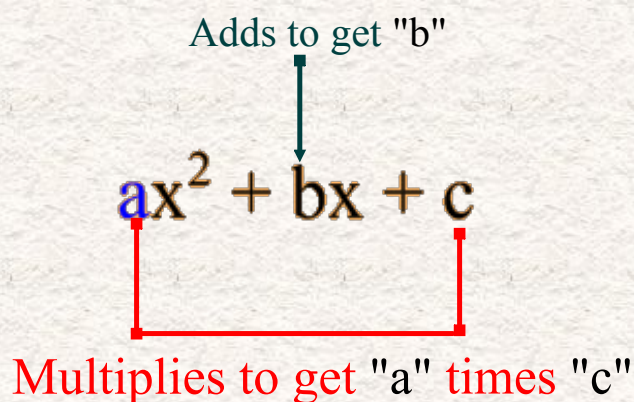 Adds to get "b"
ax² + bx + c
Multiplies to get "a" times "c"